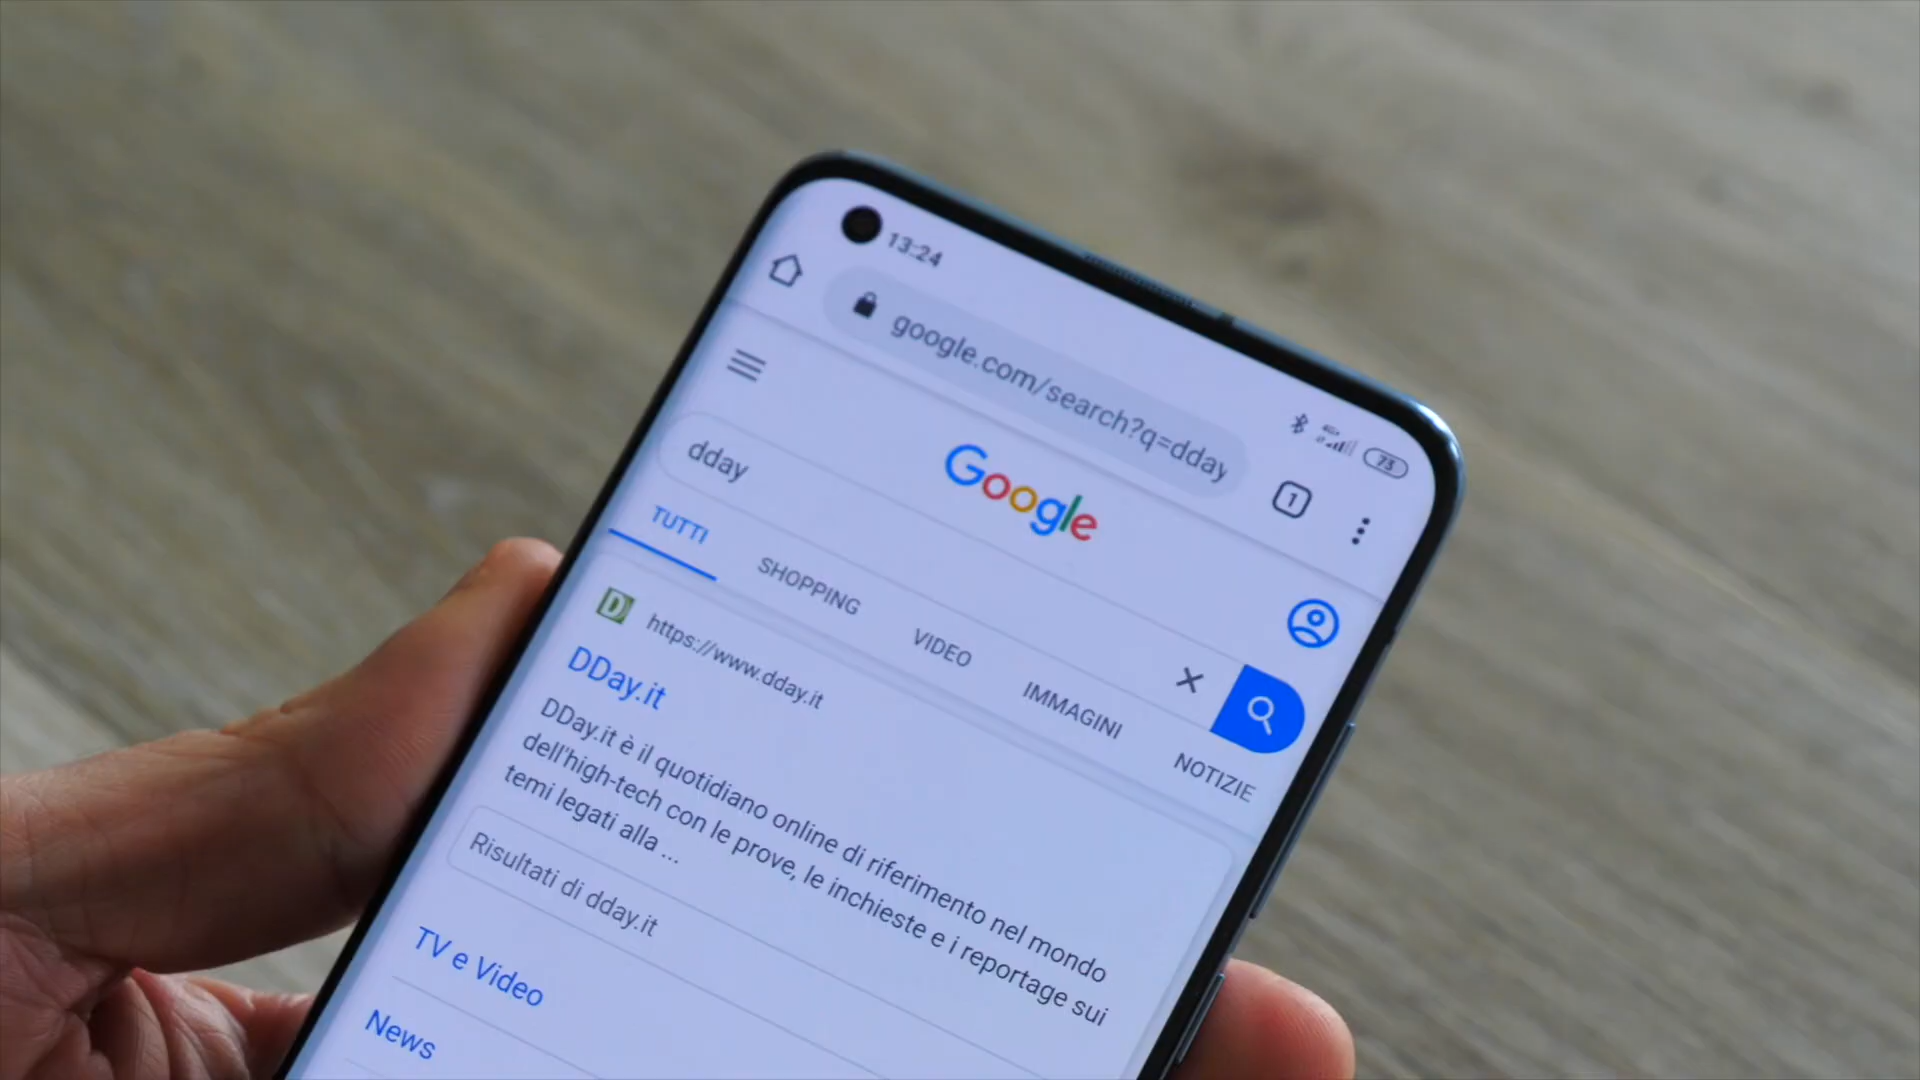 13:24
73
google.com/search?q=dday
1
Google
dday
TUTTI
SHOPPING
VIDEO
IMMAGINI
NOTIZIE
D
https://www.dday.it
DDay.it
DDay.it è il quotidiano online di riferimento nel mondo
dell'high-tech con le prove, le inchieste e i reportage sui
temi legati alla ...
Risultati di dday.it
TV e Video
News